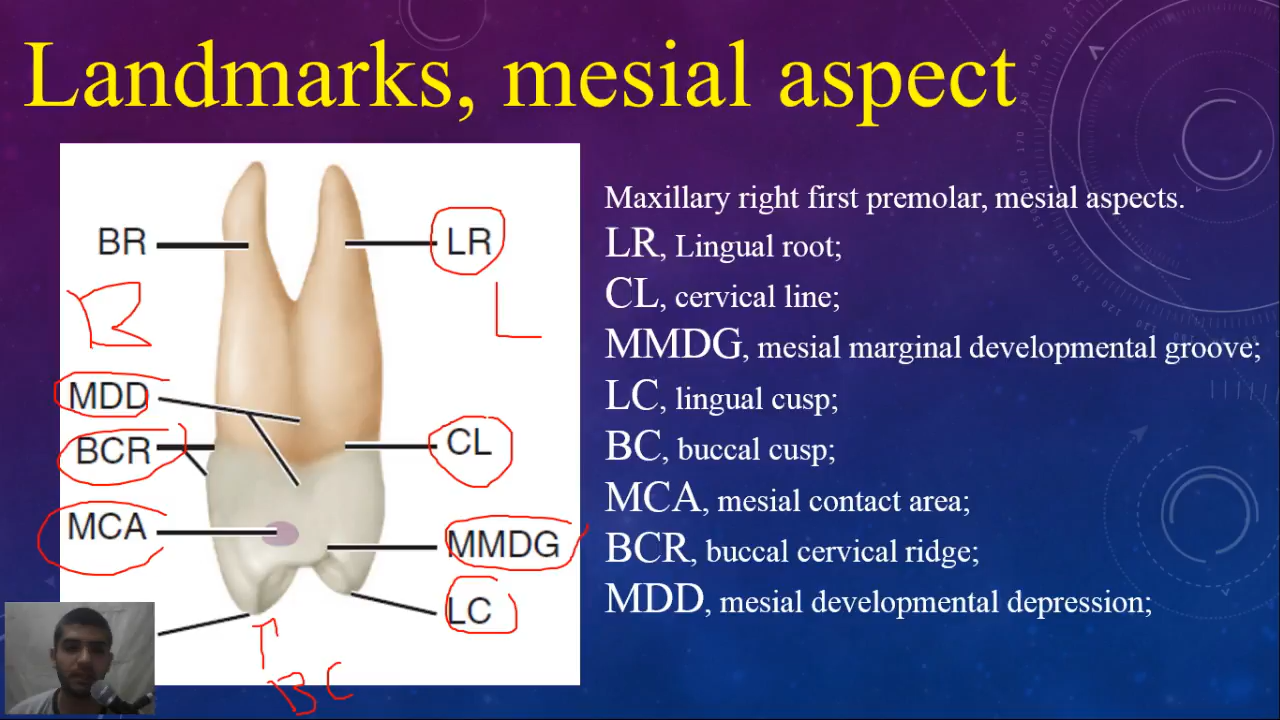 Landmarks, mesial aspect
BR
LR
B
L
MDD
BCR
CL
MCA
MMDG
LC
BC
Maxillary right first premolar, mesial aspects.
LR, Lingual root;
CL, cervical line;
MMDG, mesial marginal developmental groove;
LC, lingual cusp;
BC, buccal cusp;
MCA, mesial contact area;
BCR, buccal cervical ridge;
MDD, mesial developmental depression;